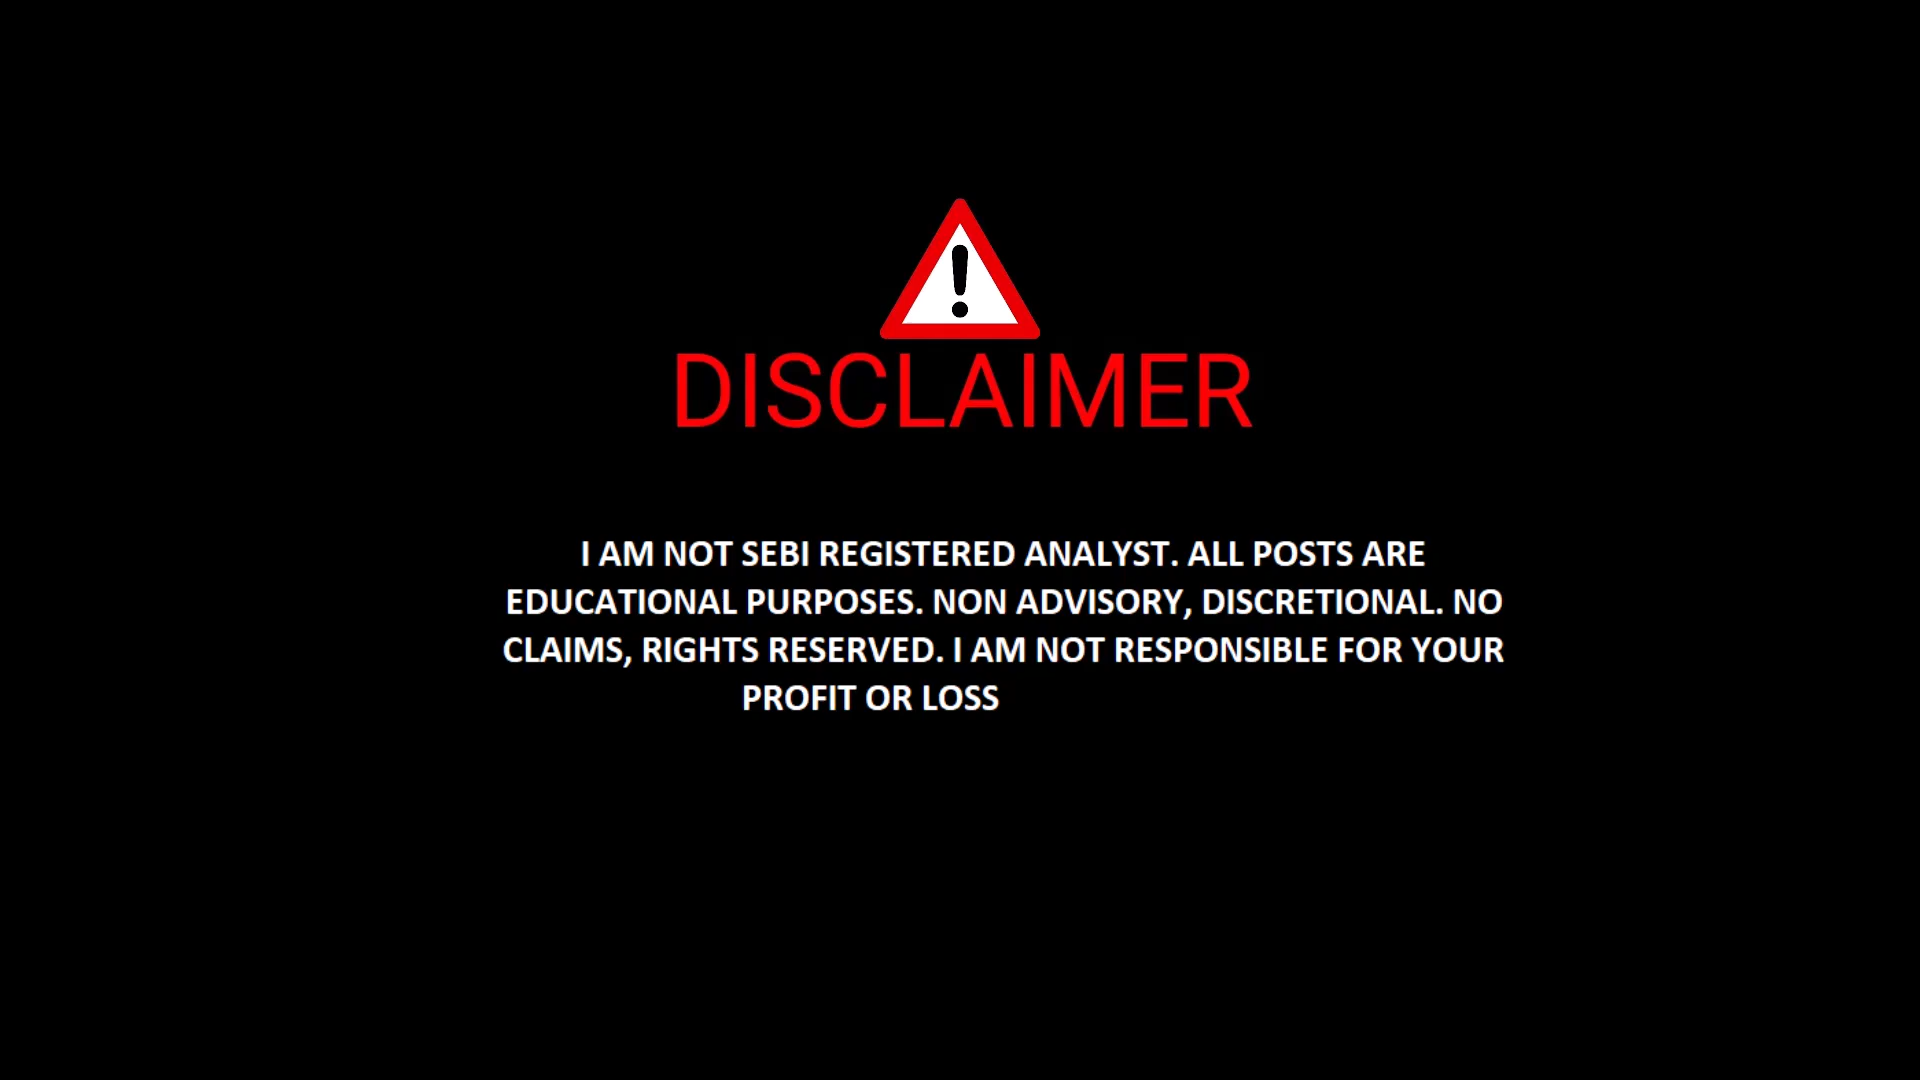 DISCLAIMER
I AM NOT SEBI REGISTERED ANALYST. ALL POSTS ARE
EDUCATIONAL PURPOSES. NON ADVISORY, DISCRETIONAL. NO
CLAIMS, RIGHTS RESERVED. I AM NOT RESPONSIBLE FOR YOUR
PROFIT OR LOSS